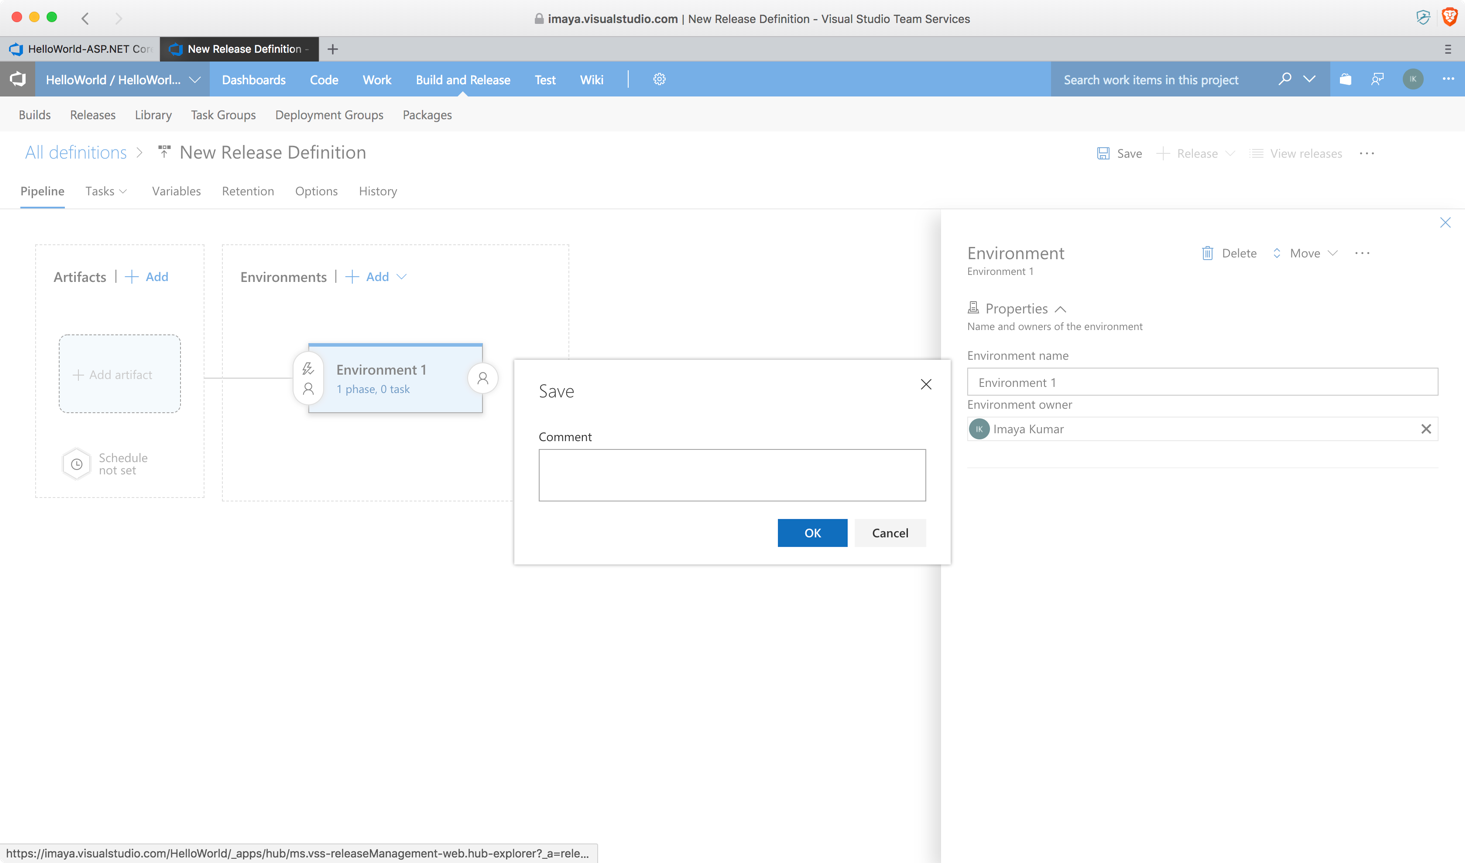 imaya.visualstudio.com | New Release Definition - Visual Studio Team Services
HelloWorld-ASP.NET Cor
New Release Definition -
HelloWorld / HelloWorl...
Dashboards
Code
Work
Build and Release
Test
Wiki
Search work items in this project
IK
Builds
Releases
Library
Task Groups
Deployment Groups
Packages
All definitions > New Release Definition
Save
Release
View releases
Pipeline
Tasks
Variables
Retention
Options
History
Artifacts | + Add
Environments | + Add
+ Add artifact
Environment 1
1 phase, 0 task
Schedule
not set
Save
Comment
OK
Cancel
Environment
Environment 1
Delete
Move
Properties
Name and owners of the environment
Environment name
Environment 1
Environment owner
IK
Imaya Kumar
https://imaya.visualstudio.com/HelloWorld/_apps/hub/ms.vss-releaseManagement-web.hub-explorer?_a=rele...